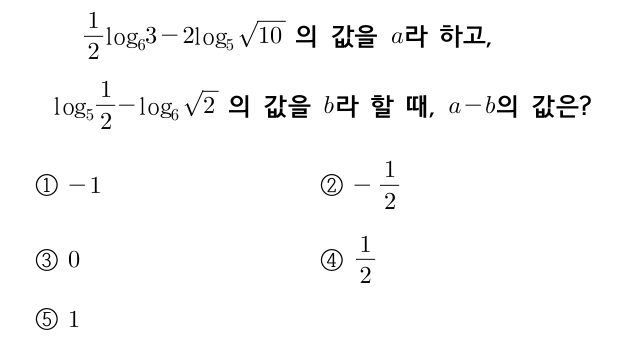 $\frac{1}{2}\log_6 3 - 2\log_5 \sqrt{10}$ 의 값을 $a$라 하고,
$\log_5 \frac{1}{2} - \log_6 \sqrt{2}$ 의 값을 $b$라 할 때, $a-b$의 값은?
① $-1$ ② $-\frac{1}{2}$
③ $0$ ④ $\frac{1}{2}$
⑤ $1$